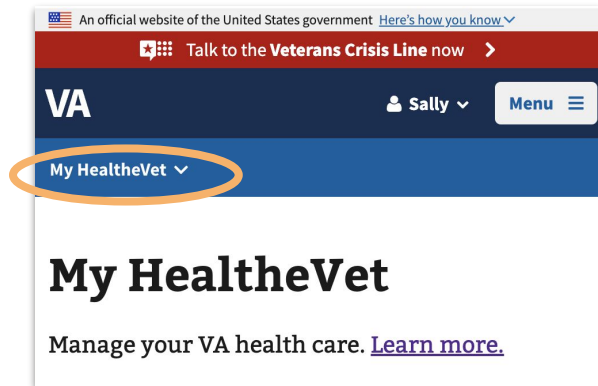 An official website of the United States government Here's how you know
Talk to the Veterans Crisis Line now
VA Sally Menu
My HealtheVet
My HealtheVet
Manage your VA health care. Learn more.